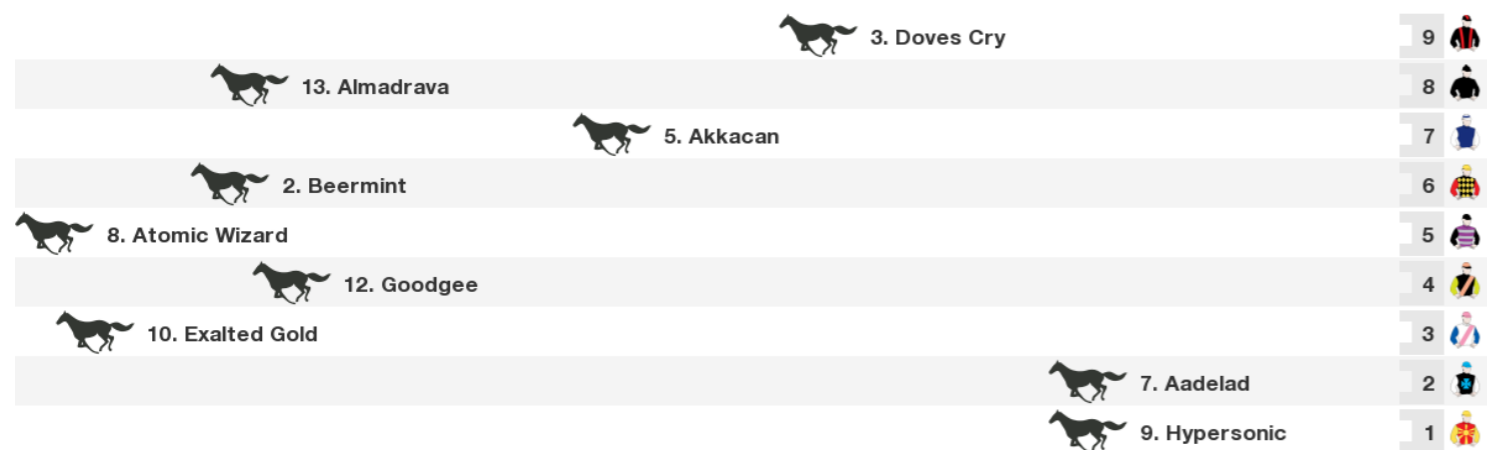 3. Doves Cry 9
13. Almadrava 8
5. Akkacan 7
2. Beermint 6
8. Atomic Wizard 5
12. Goodgee 4
10. Exalted Gold 3
7. Aadelad 2
9. Hypersonic 1